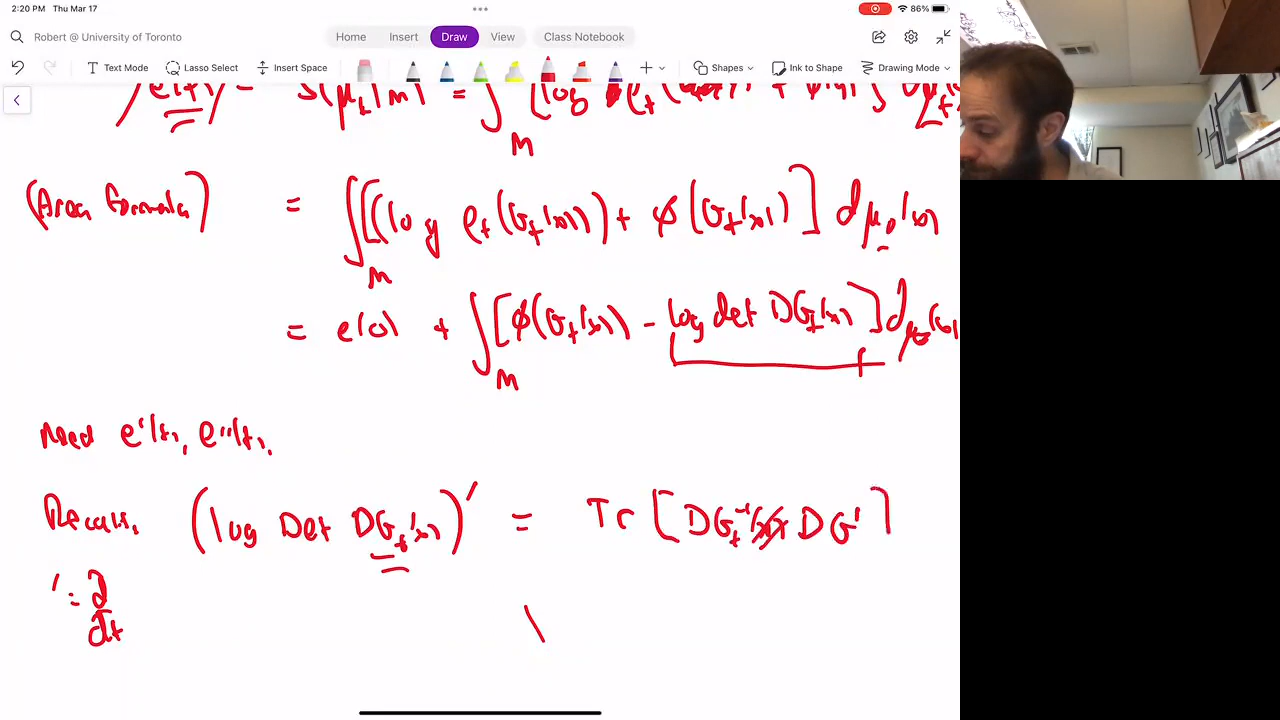 2:20 PM Thu Mar 17
86%
Robert @ University of Toronto Home Insert Draw View Class Notebook
Text Mode Lasso Select Insert Space Shapes Ink to Shape Drawing Mode
(Area Formula) = ∫_M [(log ρ_t(G_t(x))) + φ(G_t(x))] dμ_0(x)
= e(0) + ∫_M [φ(G_t(x)) - log det DG_t(x)] dμ_0(x)
Need e'(t), e''(t).
Recall, (log Det DG_t(x))' = Tr [DG_t^{-1} DG']
' = ∂/∂t